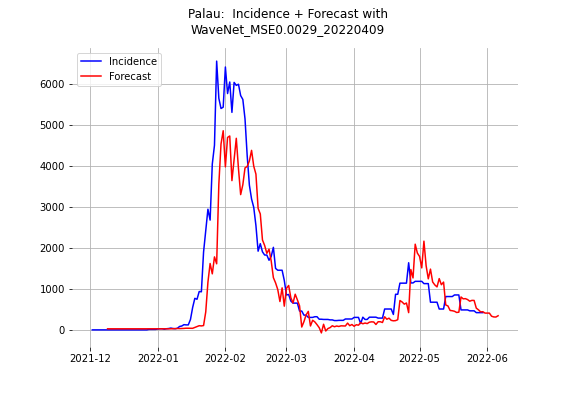 Palau:  Incidence + Forecast with
WaveNet_MSE0.0029_20220409
Incidence
Forecast
6000
5000
4000
3000
2000
1000
0
2021-12 2022-01 2022-02 2022-03 2022-04 2022-05 2022-06